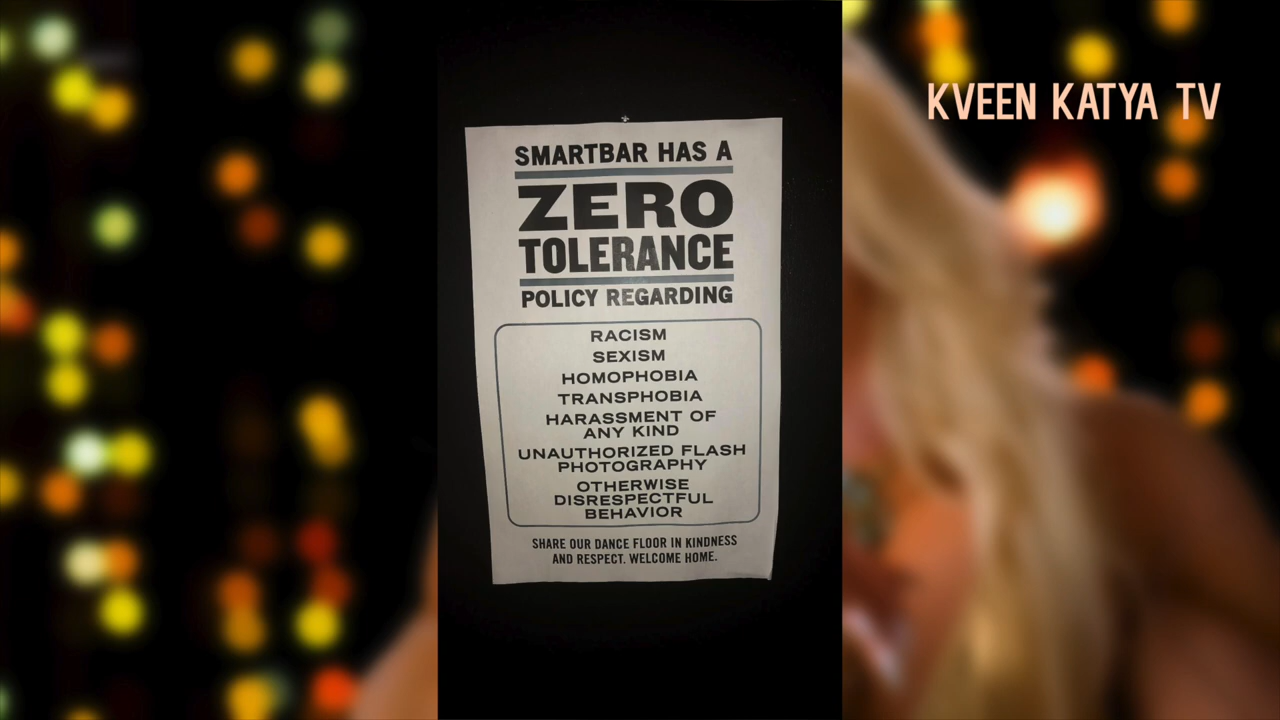 KVEEN KATYA TV
SMARTBAR HAS A
ZERO
TOLERANCE
POLICY REGARDING
RACISM
SEXISM
HOMOPHOBIA
TRANSPHOBIA
HARASSMENT OF
ANY KIND
UNAUTHORIZED FLASH
PHOTOGRAPHY
OTHERWISE
DISRESPECTFUL
BEHAVIOR
SHARE OUR DANCE FLOOR IN KINDNESS
AND RESPECT. WELCOME HOME.